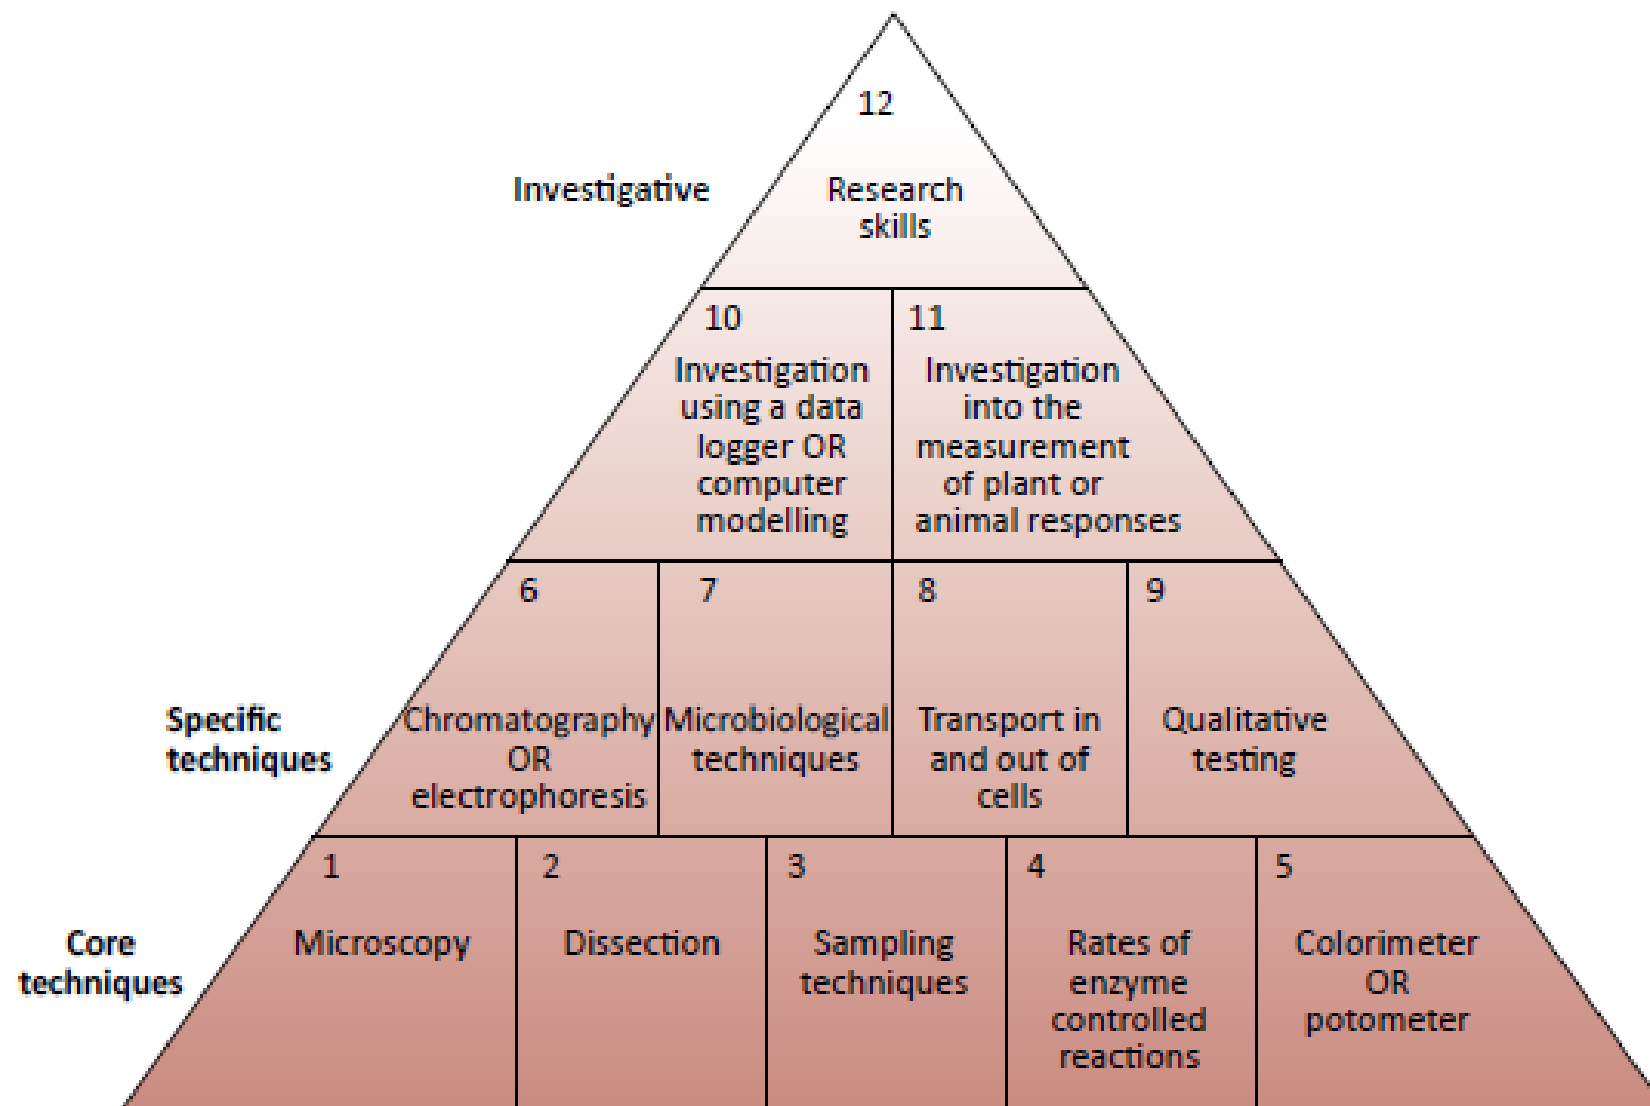 12
Investigative
Research
skills
10
Investigation
using a data
logger OR
computer
modelling
11
Investigation
into the
measurement
of plant or
animal responses
Specific
techniques
6
Chromatography
OR
electrophoresis
7
Microbiological
techniques
8
Transport in
and out of
cells
9
Qualitative
testing
Core
techniques
1
Microscopy
2
Dissection
3
Sampling
techniques
4
Rates of
enzyme
controlled
reactions
5
Colorimeter
OR
potometer